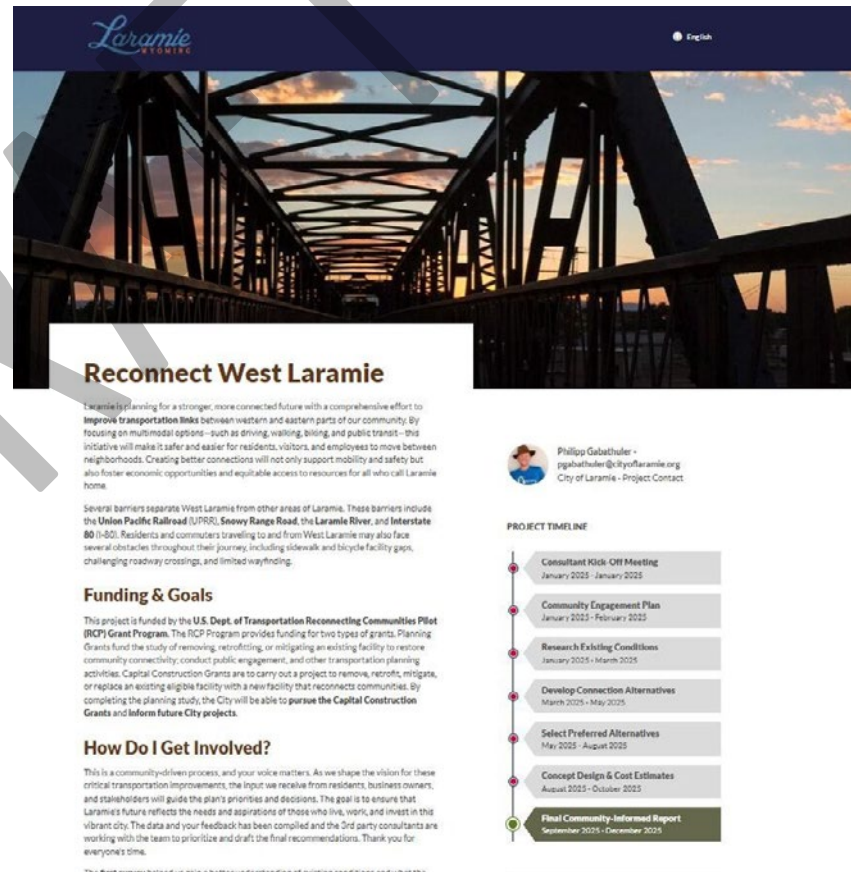 Laramie
WYOMING
English
Reconnect West Laramie
Laramie is planning for a stronger, more connected future with a comprehensive effort to
improve transportation links between western and eastern parts of our community. By
focusing on multimodal options—such as driving, walking, biking, and public transit—this
initiative will make it safer and easier for residents, visitors, and employees to move between
neighborhoods. Creating better connections will not only support mobility and safety but
also foster economic opportunities and equitable access to resources for all who call Laramie
home.
Several barriers separate West Laramie from other areas of Laramie. These barriers include
the Union Pacific Railroad (UPRR), Snowy Range Road, the Laramie River, and Interstate
80 (I-80). Residents and commuters traveling to and from West Laramie may also face
several obstacles throughout their journey, including sidewalk and bicycle facility gaps,
challenging roadway crossings, and limited wayfinding.
Funding & Goals
This project is funded by the U.S. Dept. of Transportation Reconnecting Communities Pilot
(RCP) Grant Program. The RCP Program provides funding for two types of grants. Planning
Grants fund the study of removing, retrofitting, or mitigating an existing facility to restore
community connectivity; conduct public engagement, and other transportation planning
activities. Capital Construction Grants are to carry out a project to remove, retrofit, mitigate,
or replace an existing eligible facility with a new facility that reconnects communities. By
completing the planning study, the City will be able to pursue the Capital Construction
Grants and inform future City projects.
How Do I Get Involved?
This is a community-driven process, and your voice matters. As we shape the vision for these
critical transportation improvements, the input we receive from residents, business owners,
and stakeholders will guide the plan's priorities and decisions. The goal is to ensure that
Laramie's future reflects the needs and aspirations of those who live, work, and invest in this
vibrant city. The data and your feedback has been compiled and the 3rd party consultants are
working with the team to prioritize and draft the final recommendations. Thank you for
everyone's time.
Philipp Gabathuler -
pgabathuler@cityoflaramie.org
City of Laramie - Project Contact
PROJECT TIMELINE
Consultant Kick-Off Meeting
January 2025 - January 2025
Community Engagement Plan
January 2025 - February 2025
Research Existing Conditions
January 2025 - March 2025
Develop Connection Alternatives
March 2025 - May 2025
Select Preferred Alternatives
May 2025 - August 2025
Concept Design & Cost Estimates
August 2025 - October 2025
Final Community-Informed Report
September 2025 - December 2025